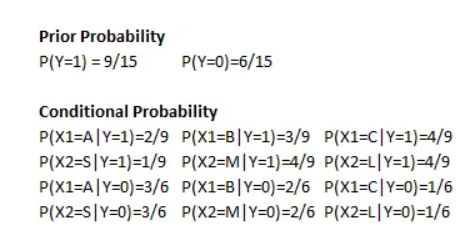 Prior Probability
P(Y=1) = 9/15 P(Y=0)=6/15
Conditional Probability
P(X1=A|Y=1)=2/9 P(X1=B|Y=1)=3/9 P(X1=C|Y=1)=4/9
P(X2=S|Y=1)=1/9 P(X2=M|Y=1)=4/9 P(X2=L|Y=1)=4/9
P(X1=A|Y=0)=3/6 P(X1=B|Y=0)=2/6 P(X1=C|Y=0)=1/6
P(X2=S|Y=0)=3/6 P(X2=M|Y=0)=2/6 P(X2=L|Y=0)=1/6